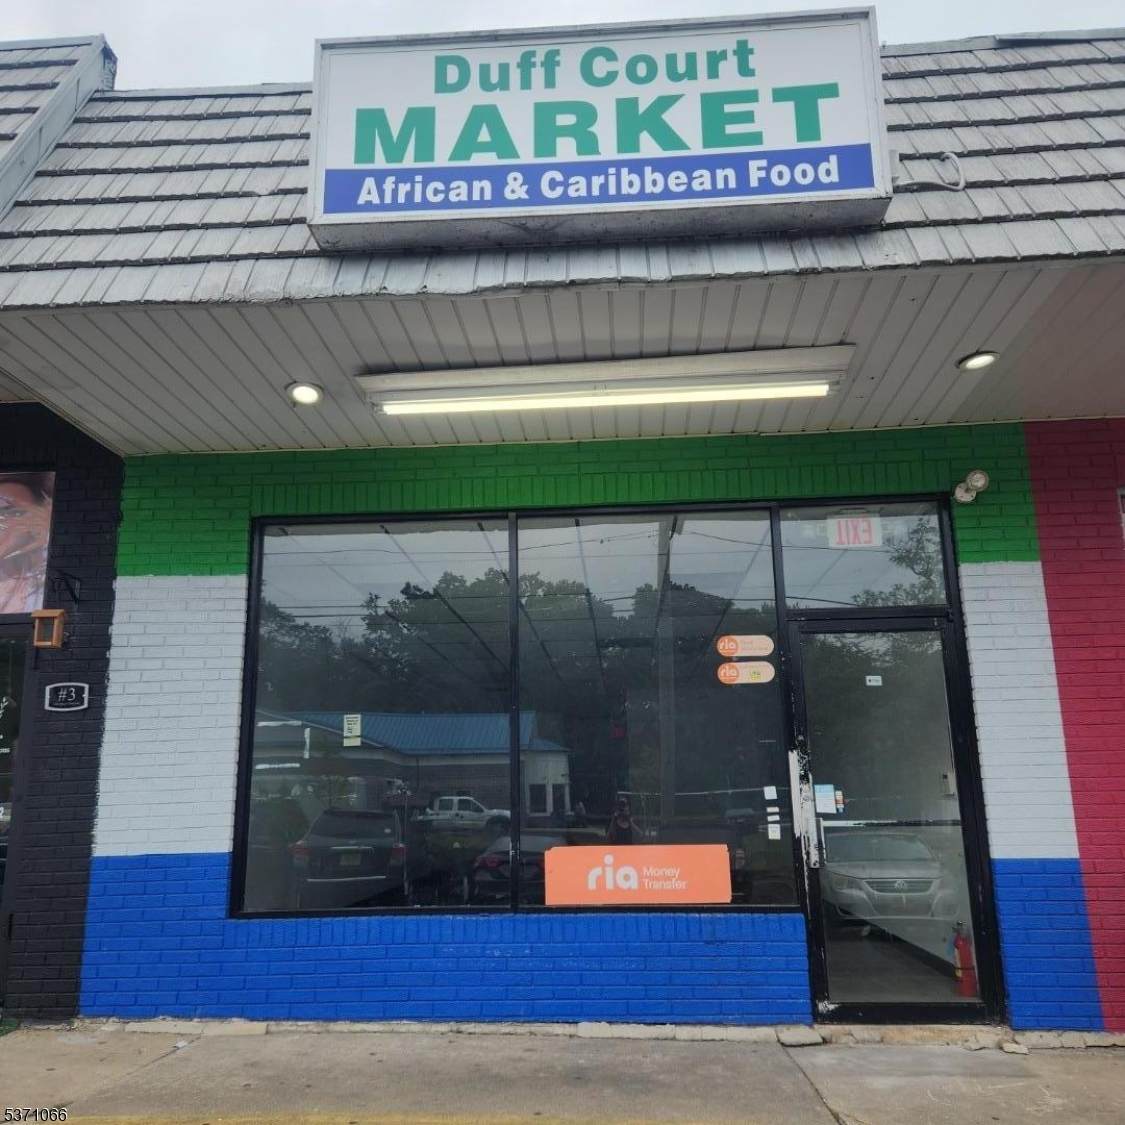 Duff Court
MARKET
African & Caribbean Food
EXIT
ria
ria
#3
ria Money
Transfer
5371066